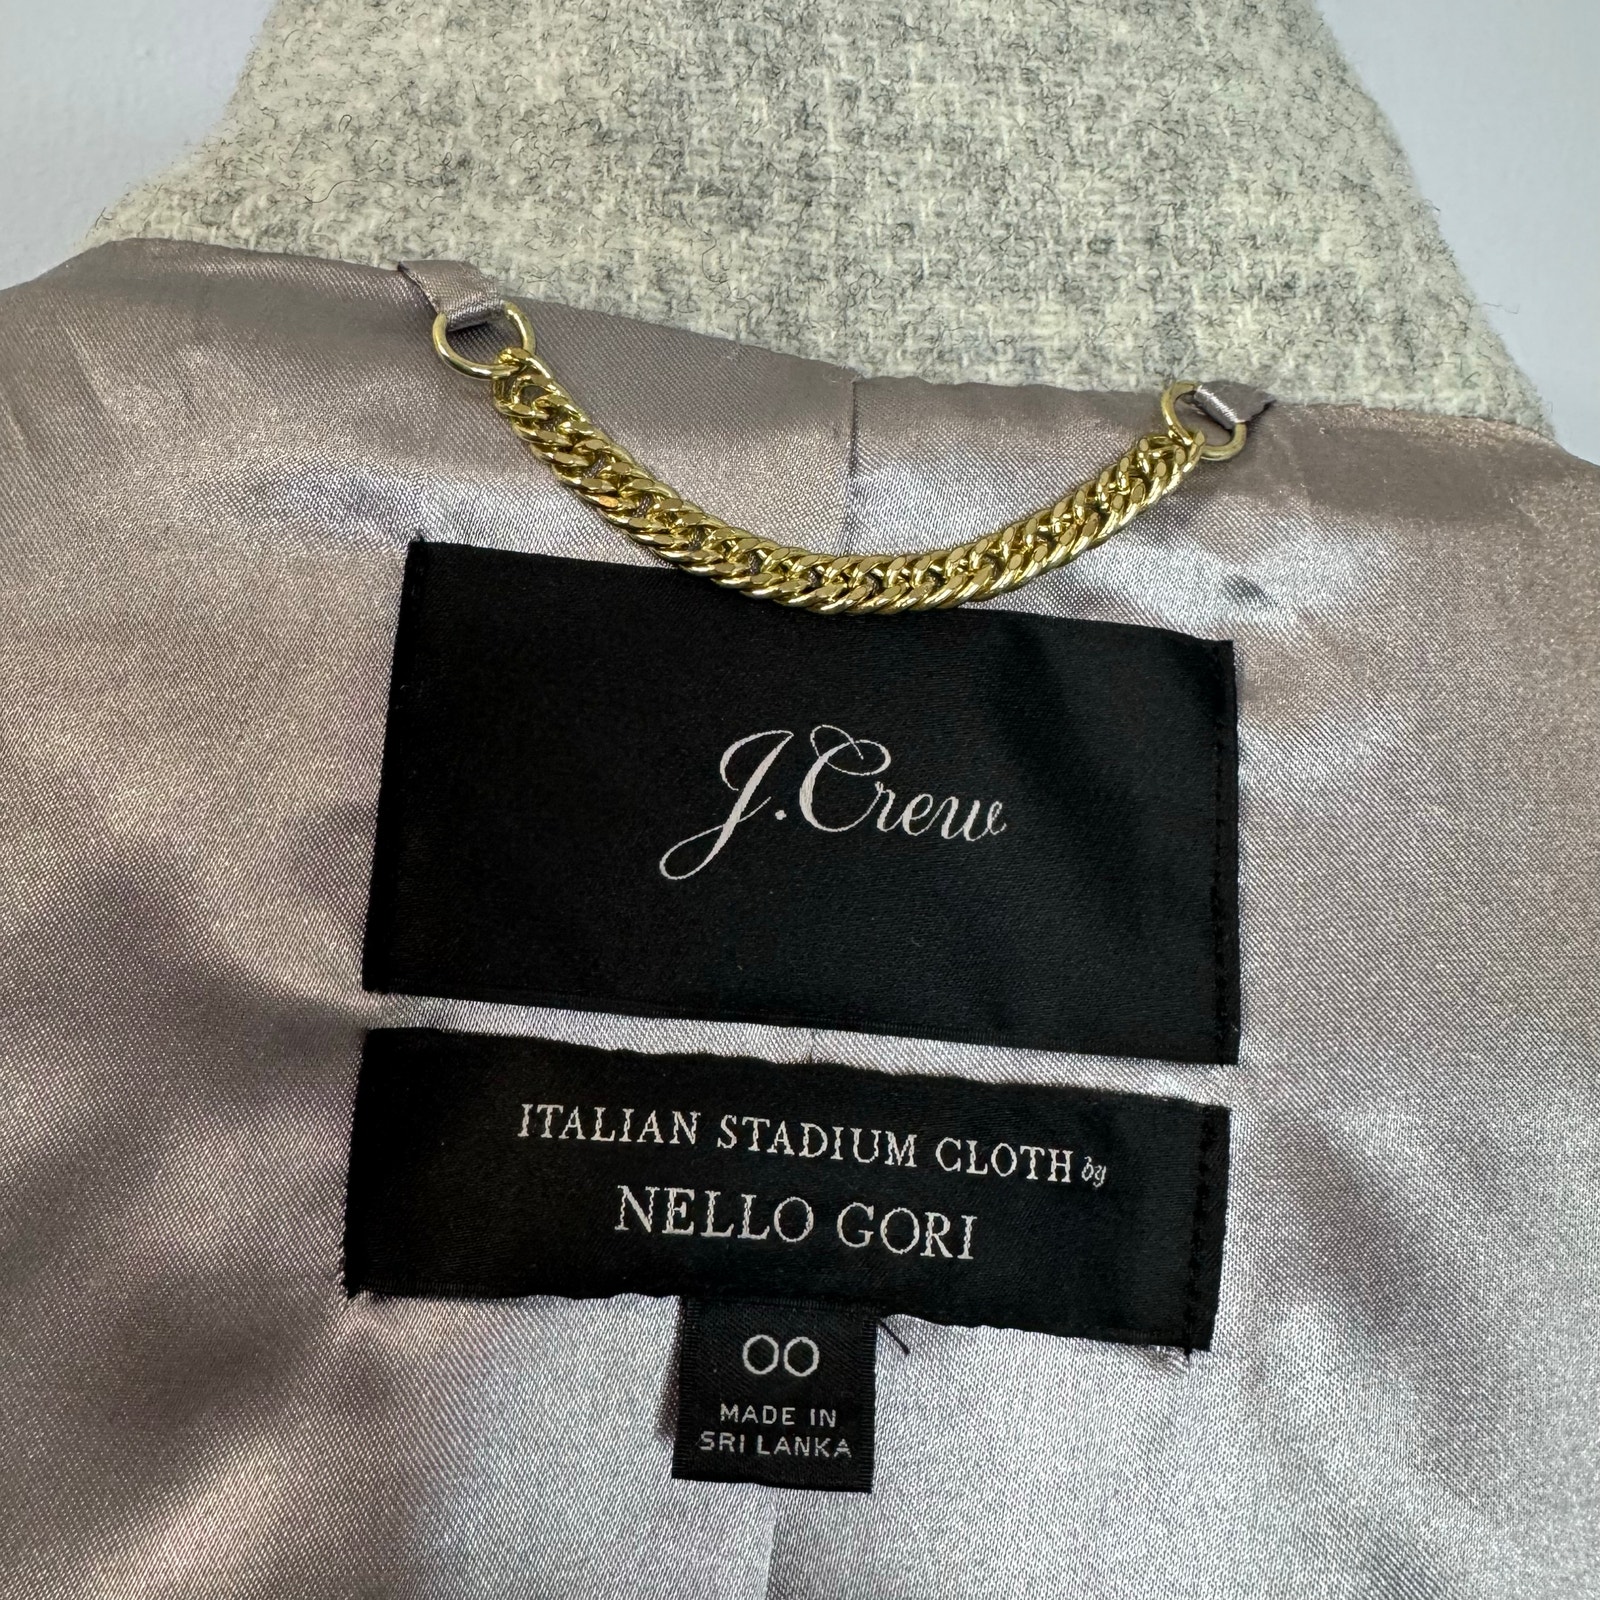 J.Crew
ITALIAN STADIUM CLOTH by
NELLO GORI
00
MADE IN
SRI LANKA